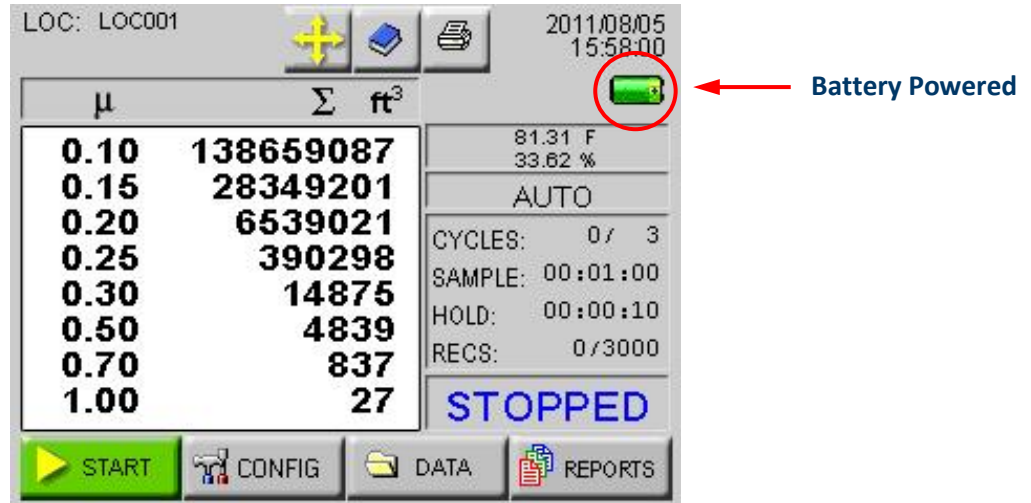 LOC: LOC001
2011/08/05
15:58:00
Battery Powered
µ Σ ft³
0.10 138659087
0.15 28349201
0.20 6539021
0.25 390298
0.30 14875
0.50 4839
0.70 837
1.00 27
81.31 F
33.62 %
AUTO
CYCLES: 0/ 3
SAMPLE: 00:01:00
HOLD: 00:00:10
RECS: 0/3000
STOPPED
START CONFIG DATA REPORTS